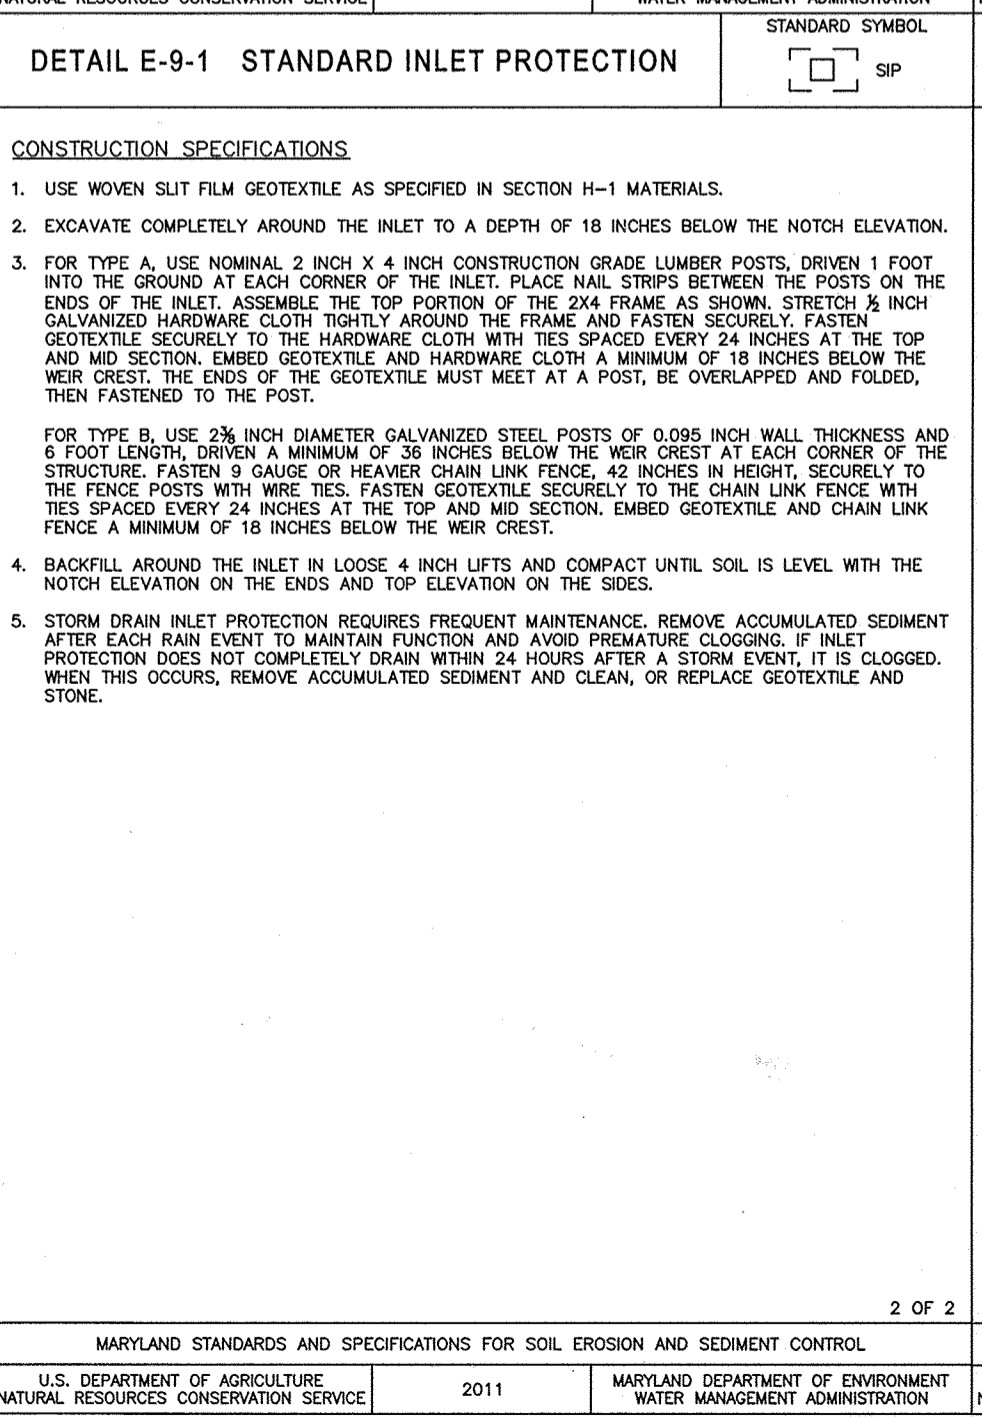 NATURAL RESOURCES CONSERVATION SERVICE
WATER MANAGEMENT ADMINISTRATION
DETAIL E-9-1 STANDARD INLET PROTECTION
STANDARD SYMBOL
SIP
CONSTRUCTION SPECIFICATIONS
1. USE WOVEN SLIT FILM GEOTEXTILE AS SPECIFIED IN SECTION H-1 MATERIALS.
2. EXCAVATE COMPLETELY AROUND THE INLET TO A DEPTH OF 18 INCHES BELOW THE NOTCH ELEVATION.
3. FOR TYPE A, USE NOMINAL 2 INCH X 4 INCH CONSTRUCTION GRADE LUMBER POSTS, DRIVEN 1 FOOT
INTO THE GROUND AT EACH CORNER OF THE INLET. PLACE NAIL STRIPS BETWEEN THE POSTS ON THE
ENDS OF THE INLET. ASSEMBLE THE TOP PORTION OF THE 2X4 FRAME AS SHOWN. STRETCH ½ INCH
GALVANIZED HARDWARE CLOTH TIGHTLY AROUND THE FRAME AND FASTEN SECURELY. FASTEN
GEOTEXTILE SECURELY TO THE HARDWARE CLOTH WITH TIES SPACED EVERY 24 INCHES AT THE TOP
AND MID SECTION. EMBED GEOTEXTILE AND HARDWARE CLOTH A MINIMUM OF 18 INCHES BELOW THE
WEIR CREST. THE ENDS OF THE GEOTEXTILE MUST MEET AT A POST, BE OVERLAPPED AND FOLDED,
THEN FASTENED TO THE POST.
FOR TYPE B, USE 2⅜ INCH DIAMETER GALVANIZED STEEL POSTS OF 0.095 INCH WALL THICKNESS AND
6 FOOT LENGTH, DRIVEN A MINIMUM OF 36 INCHES BELOW THE WEIR CREST AT EACH CORNER OF THE
STRUCTURE. FASTEN 9 GAUGE OR HEAVIER CHAIN LINK FENCE, 42 INCHES IN HEIGHT, SECURELY TO
THE FENCE POSTS WITH WIRE TIES. FASTEN GEOTEXTILE SECURELY TO THE CHAIN LINK FENCE WITH
TIES SPACED EVERY 24 INCHES AT THE TOP AND MID SECTION. EMBED GEOTEXTILE AND CHAIN LINK
FENCE A MINIMUM OF 18 INCHES BELOW THE WEIR CREST.
4. BACKFILL AROUND THE INLET IN LOOSE 4 INCH LIFTS AND COMPACT UNTIL SOIL IS LEVEL WITH THE
NOTCH ELEVATION ON THE ENDS AND TOP ELEVATION ON THE SIDES.
5. STORM DRAIN INLET PROTECTION REQUIRES FREQUENT MAINTENANCE. REMOVE ACCUMULATED SEDIMENT
AFTER EACH RAIN EVENT TO MAINTAIN FUNCTION AND AVOID PREMATURE CLOGGING. IF INLET
PROTECTION DOES NOT COMPLETELY DRAIN WITHIN 24 HOURS AFTER A STORM EVENT, IT IS CLOGGED.
WHEN THIS OCCURS, REMOVE ACCUMULATED SEDIMENT AND CLEAN, OR REPLACE GEOTEXTILE AND
STONE.
2 OF 2
MARYLAND STANDARDS AND SPECIFICATIONS FOR SOIL EROSION AND SEDIMENT CONTROL
U.S. DEPARTMENT OF AGRICULTURE
NATURAL RESOURCES CONSERVATION SERVICE
2011
MARYLAND DEPARTMENT OF ENVIRONMENT
WATER MANAGEMENT ADMINISTRATION